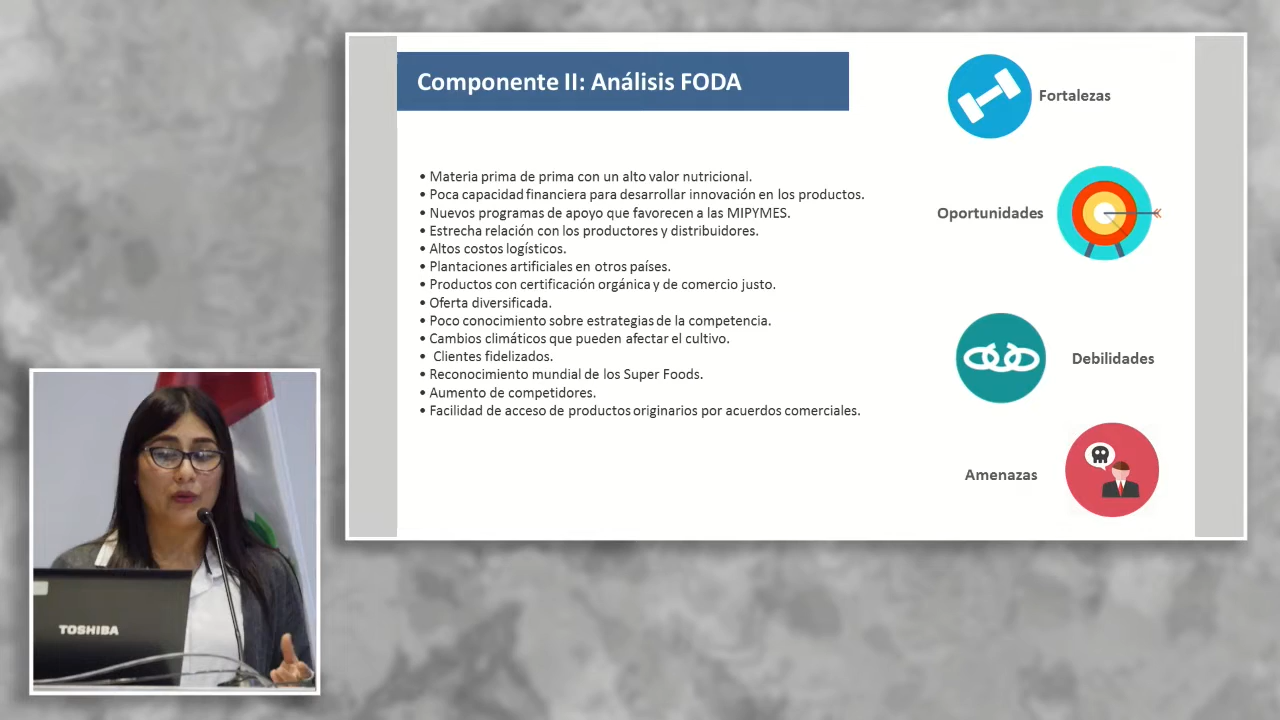 Componente II: Análisis FODA
Fortalezas
• Materia prima de prima con un alto valor nutricional.
• Poca capacidad financiera para desarrollar innovación en los productos.
• Nuevos programas de apoyo que favorecen a las MIPYMES.
• Estrecha relación con los productores y distribuidores.
• Altos costos logísticos.
• Plantaciones artificiales en otros países.
• Productos con certificación orgánica y de comercio justo.
• Oferta diversificada.
• Poco conocimiento sobre estrategias de la competencia.
• Cambios climáticos que pueden afectar el cultivo.
• Clientes fidelizados.
• Reconocimiento mundial de los Super Foods.
• Aumento de competidores.
• Facilidad de acceso de productos originarios por acuerdos comerciales.
Oportunidades
Debilidades
Amenazas
TOSHIBA